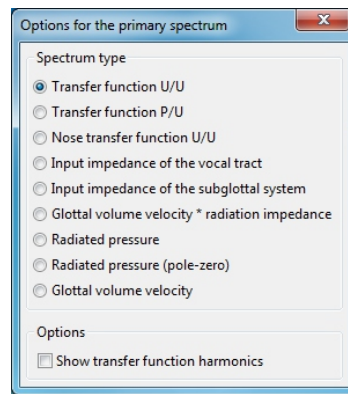 Options for the primary spectrum
Spectrum type
Transfer function U/U
Transfer function P/U
Nose transfer function U/U
Input impedance of the vocal tract
Input impedance of the subglottal system
Glottal volume velocity * radiation impedance
Radiated pressure
Radiated pressure (pole-zero)
Glottal volume velocity
Options
Show transfer function harmonics